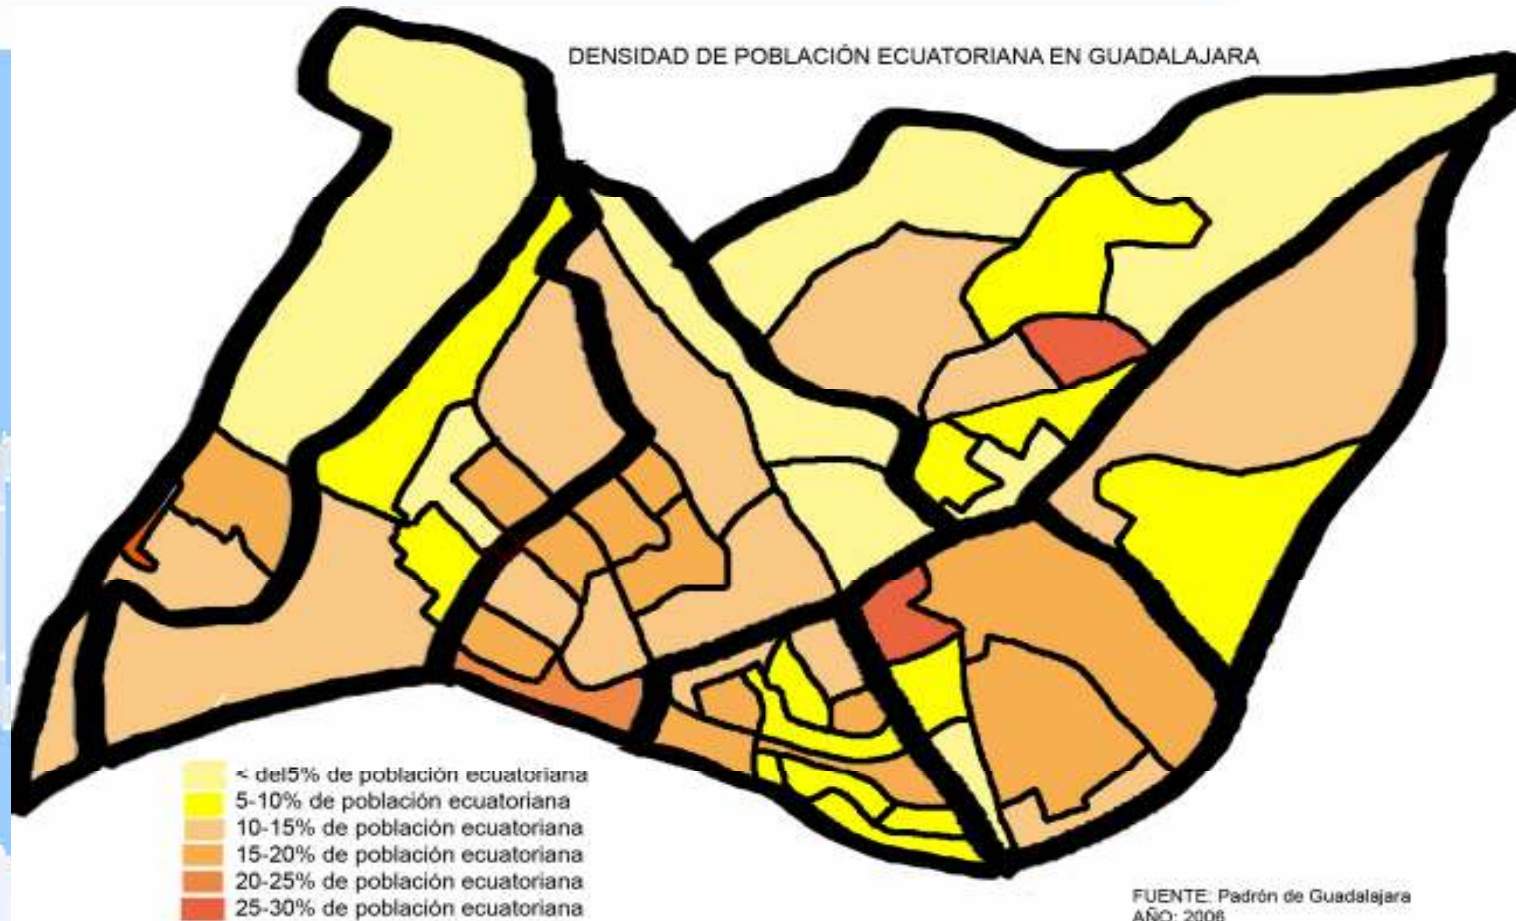 DENSIDAD DE POBLACIÓN ECUATORIANA EN GUADALAJARA
< del5% de población ecuatoriana
5-10% de población ecuatoriana
10-15% de población ecuatoriana
15-20% de población ecuatoriana
20-25% de población ecuatoriana
25-30% de población ecuatoriana
FUENTE: Padrón de Guadalajara
AÑO: 2006